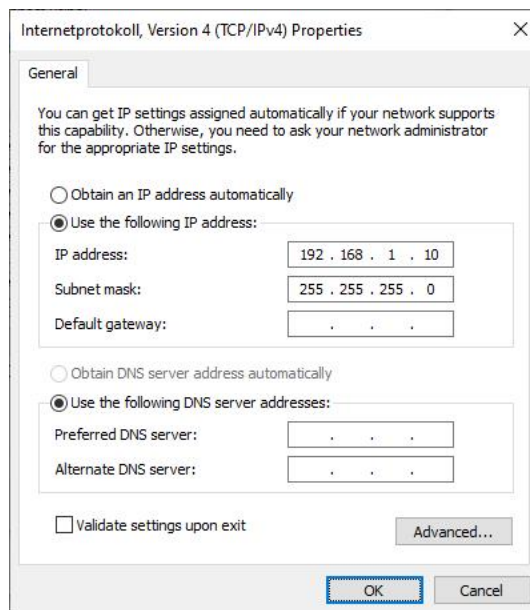 Internetprotokoll, Version 4 (TCP/IPv4) Properties
General
You can get IP settings assigned automatically if your network supports
this capability. Otherwise, you need to ask your network administrator
for the appropriate IP settings.
Obtain an IP address automatically
Use the following IP address:
IP address: 192 . 168 . 1 . 10
Subnet mask: 255 . 255 . 255 . 0
Default gateway: . . .
Obtain DNS server address automatically
Use the following DNS server addresses:
Preferred DNS server: . . .
Alternate DNS server: . . .
Validate settings upon exit
Advanced...
OK Cancel